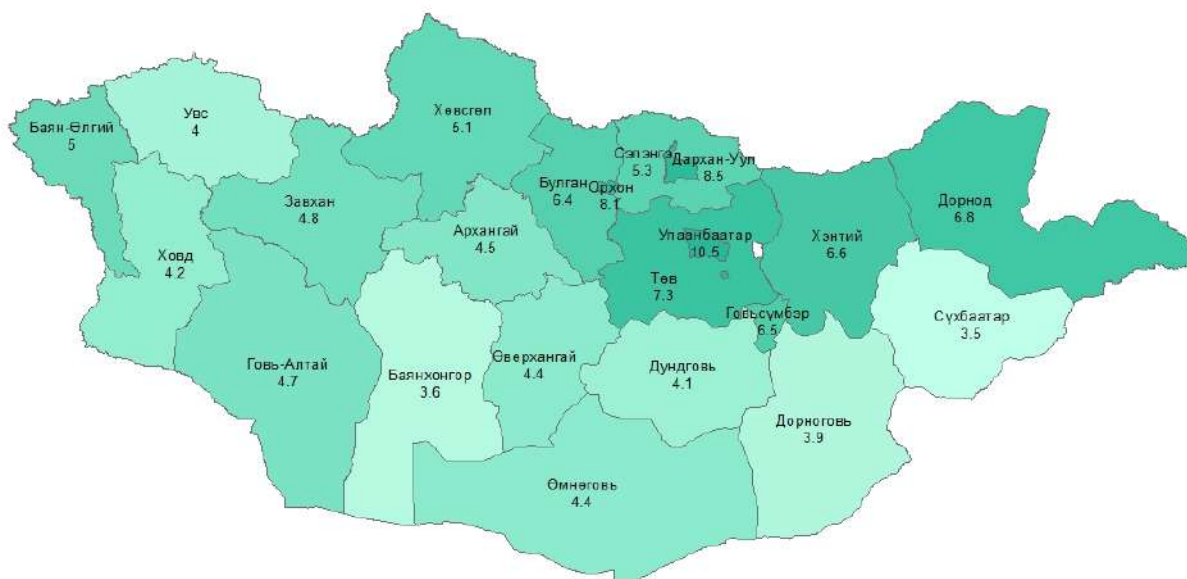 Увс
4
Баян-Өлгий
5
Хөвсгөл
5.1
Сэлэнгэ
5.3
Дархан-Уул
8.5
Булган
6.4
Орхон
8.1
Завхан
4.8
Архангай
4.5
Ховд
4.2
Улаанбаатар
10.5
Төв
7.3
Хэнтий
6.6
Дорнод
6.8
Говьсүмбэр
6.5
Сүхбаатар
3.5
Говь-Алтай
4.7
Баянхонгор
3.6
Өверхангай
4.4
Дундговь
4.1
Дорноговь
3.9
Өмнөговь
4.4